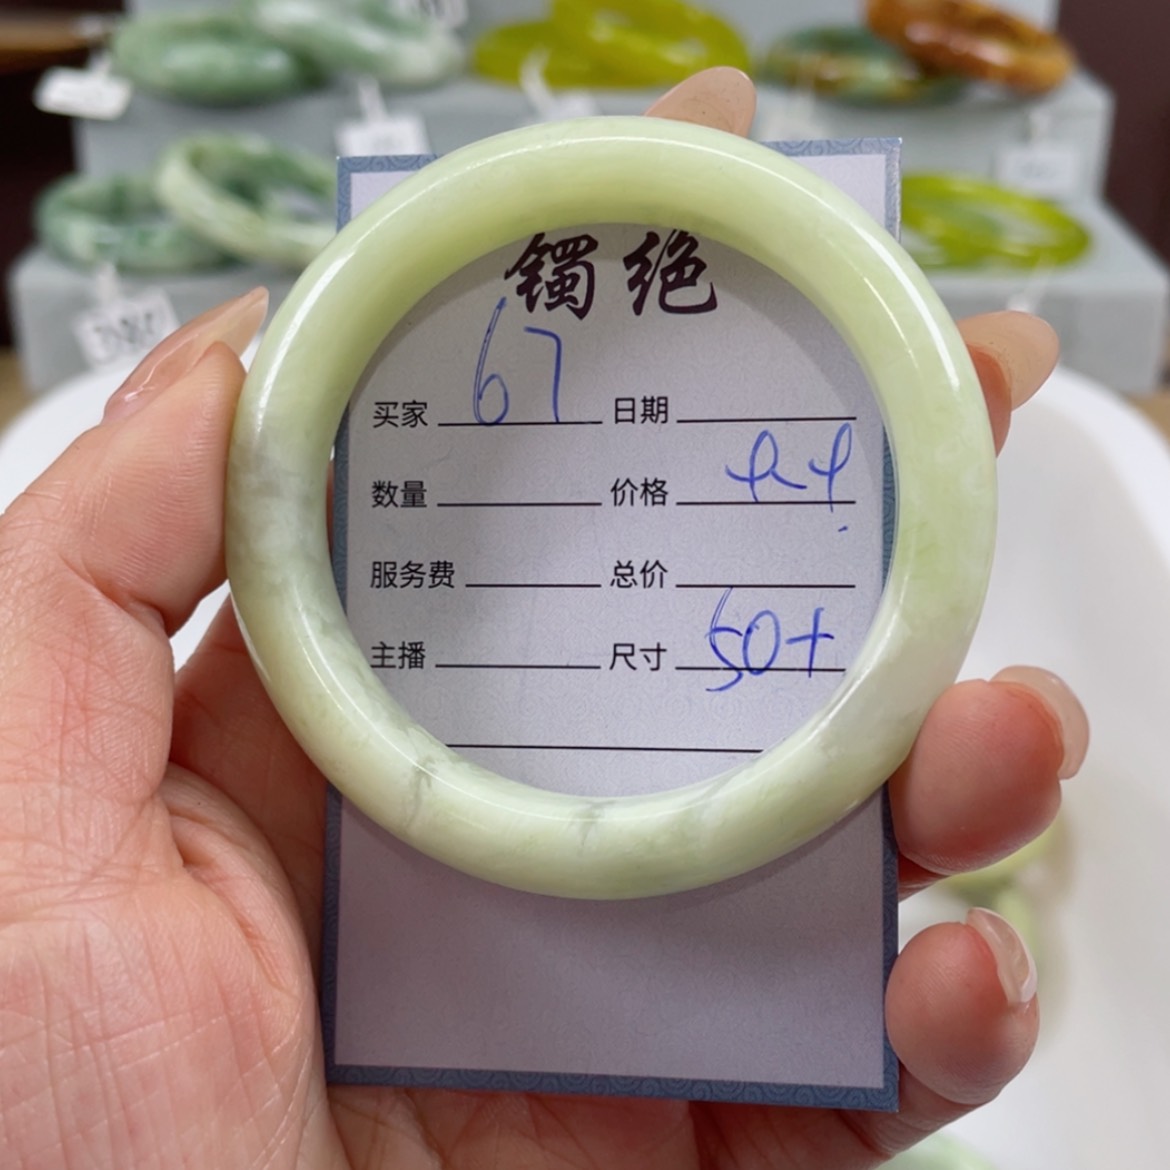 镯绝
买家 67 日期
数量 价格
服务费 总价
主播 尺寸 50+